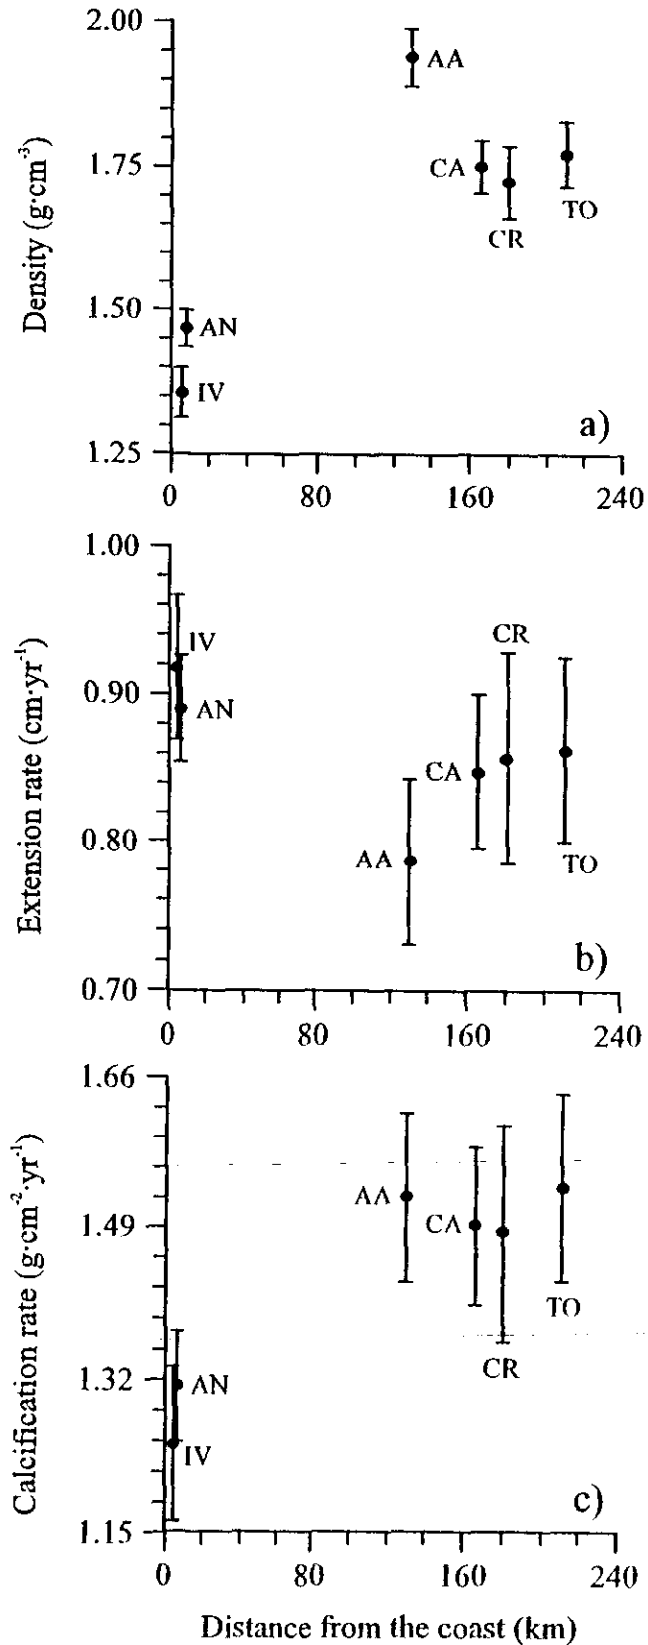 2.00
AA
1.75
CA
TO
CR
Density (g·cm⁻³)
1.50
AN
IV
a)
1.25
0 80 160 240
1.00
CR
IV
0.90
AN
CA
Extension rate (cm·yr⁻¹)
0.80
AA
TO
b)
0.70
0 80 160 240
1.66
AA
CA
1.49
TO
CR
Calcification rate (g·cm⁻²·yr⁻¹)
1.32
AN
IV
c)
1.15
0 80 160 240
Distance from the coast (km)